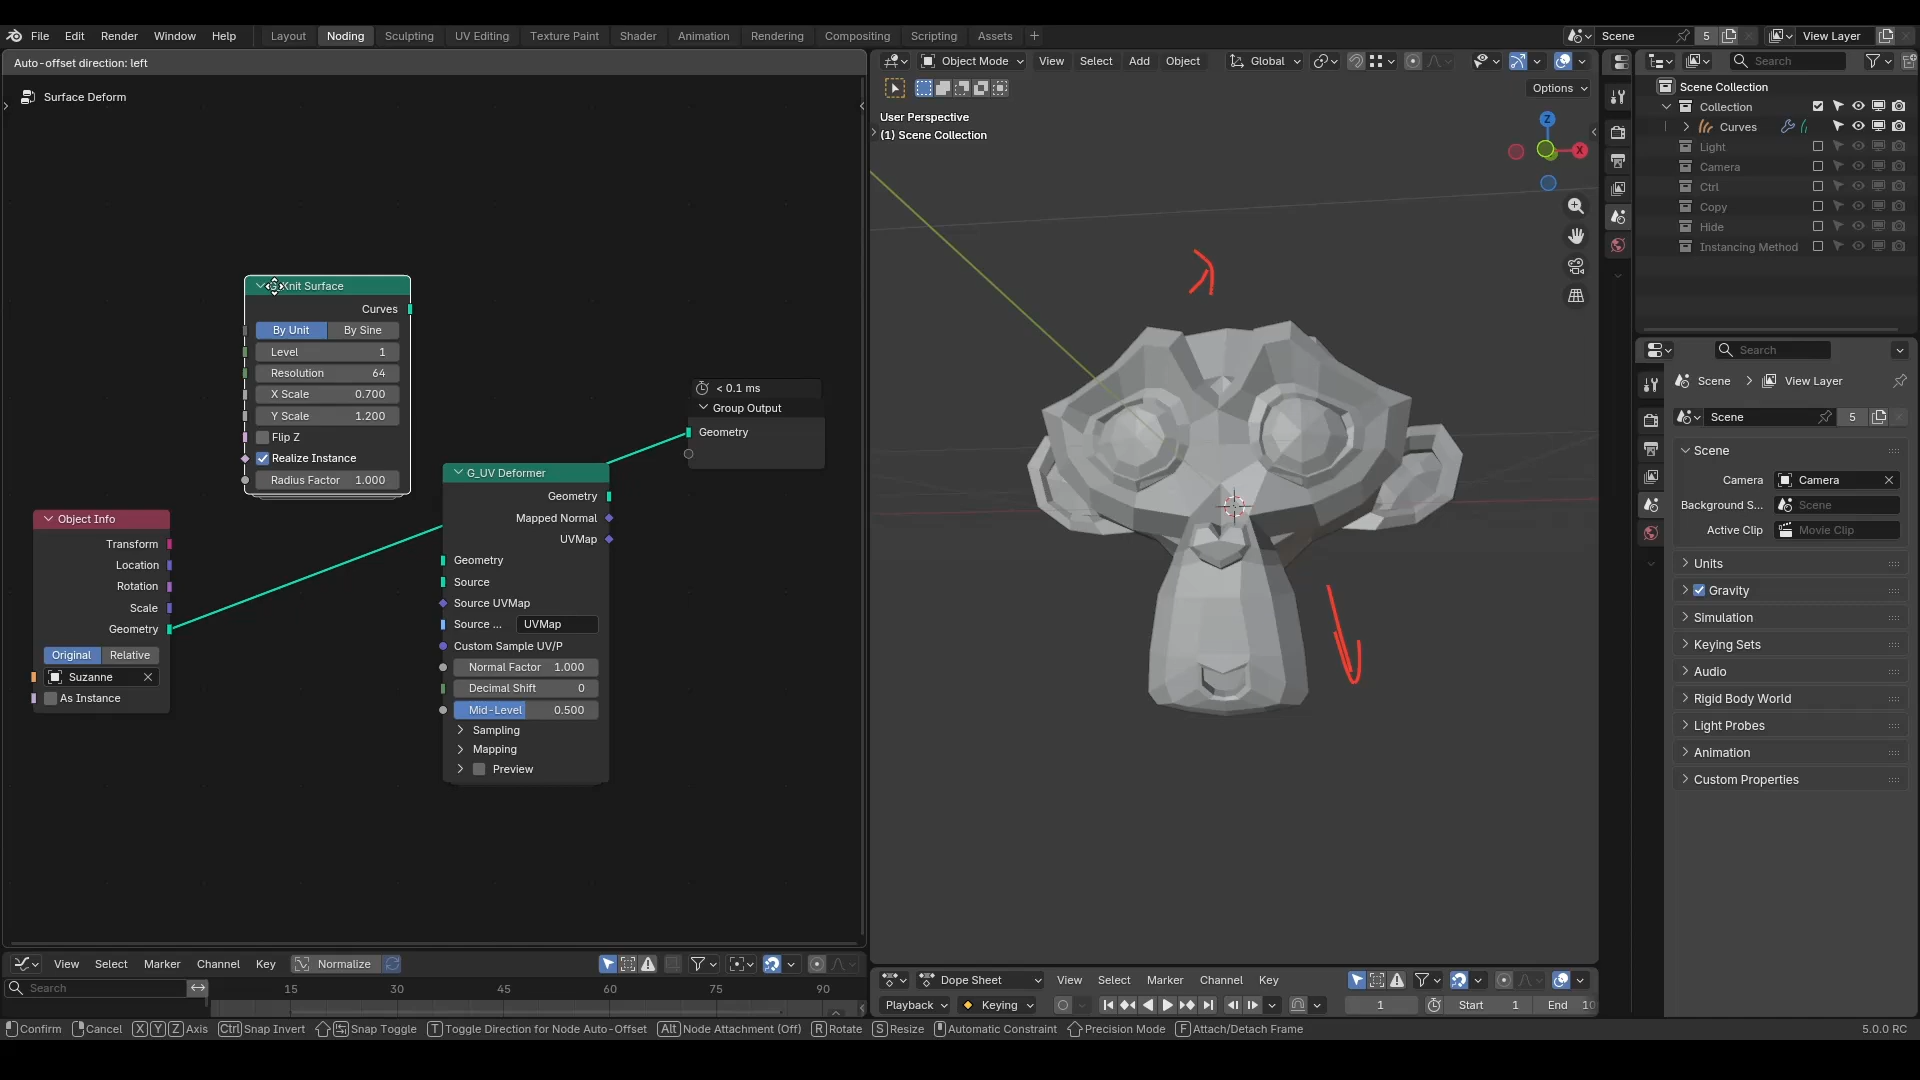 File Edit Render Window Help Layout Noding Sculpting UV Editing Texture Paint Shader Animation Rendering Compositing Scripting Assets Scene 5 View Layer
Auto-offset direction: left
Object Mode View Select Add Object Global
Search
Options
Surface Deform
User Perspective
(1) Scene Collection
Z
X
Scene Collection
Collection
Curves
Light
Camera
Ctrl
Copy
Hide
Instancing Method
Knit Surface
Curves
By Unit By Sine
Level 1
Resolution 64
X Scale 0.700
Y Scale 1.200
Flip Z
Realize Instance
Radius Factor 1.000
< 0.1 ms
Group Output
Geometry
G_UV Deformer
Geometry
Mapped Normal
UVMap
Geometry
Source
Source UVMap
Source ... UVMap
Custom Sample UV/P
Normal Factor 1.000
Decimal Shift 0
Mid-Level 0.500
Sampling
Mapping
Preview
Object Info
Transform
Location
Rotation
Scale
Geometry
Original Relative
Suzanne
As Instance
Search
Scene View Layer
Scene 5
Scene
Camera Camera
Background S... Scene
Active Clip Movie Clip
Units
Gravity
Simulation
Keying Sets
Audio
Rigid Body World
Light Probes
Animation
Custom Properties
View Select Marker Channel Key Normalize
Search 15 30 45 60 75 90
Dope Sheet View Select Marker Channel Key
Playback Keying 1 Start 1 End 10
Confirm Cancel X Y Z Axis Ctrl Snap Invert Snap Toggle T Toggle Direction for Node Auto-Offset Alt Node Attachment (Off) R Rotate S Resize Automatic Constraint Precision Mode F Attach/Detach Frame 5.0.0 RC